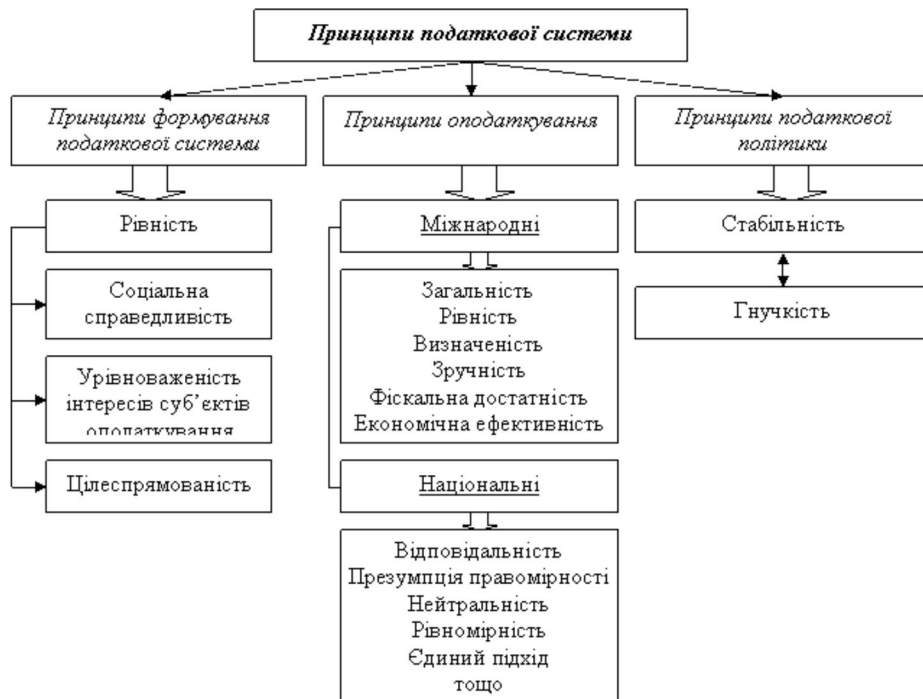 Принципи податкової системи
Принципи формування
податкової системи
Рівність
Соціальна
справедливість
Урівноваженість
інтересів суб’єктів
оподаткування
Цілеспрямованість
Принципи оподаткування
Міжнародні
Загальність
Рівність
Визначеність
Зручність
Фіскальна достатність
Економічна ефективність
Національні
Відповідальність
Презумпція правомірності
Нейтральність
Рівномірність
Єдиний підхід
тощо
Принципи податкової
політики
Стабільність
Гнучкість